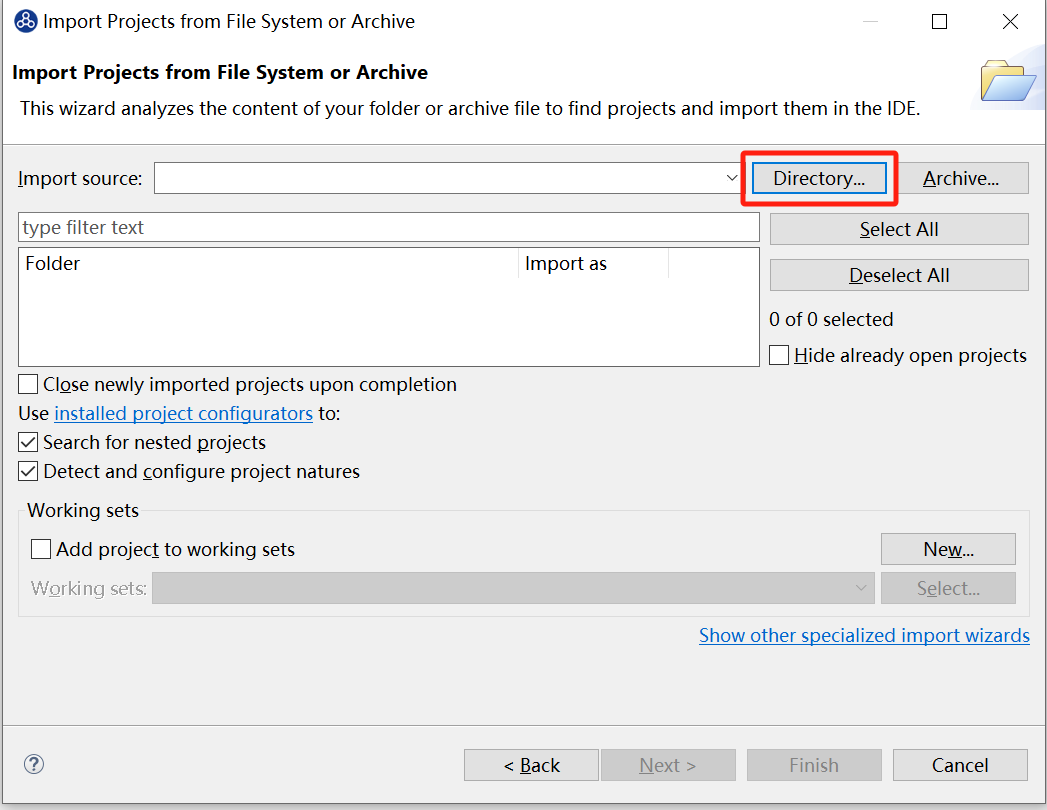 Import Projects from File System or Archive
Import Projects from File System or Archive
This wizard analyzes the content of your folder or archive file to find projects and import them in the IDE.
Import source: Directory... Archive...
type filter text Select All
Folder Import as
Deselect All
0 of 0 selected
Hide already open projects
Close newly imported projects upon completion
Use installed project configurators to:
Search for nested projects
Detect and configure project natures
Working sets
Add project to working sets New...
Working sets: Select...
Show other specialized import wizards
? < Back Next > Finish Cancel